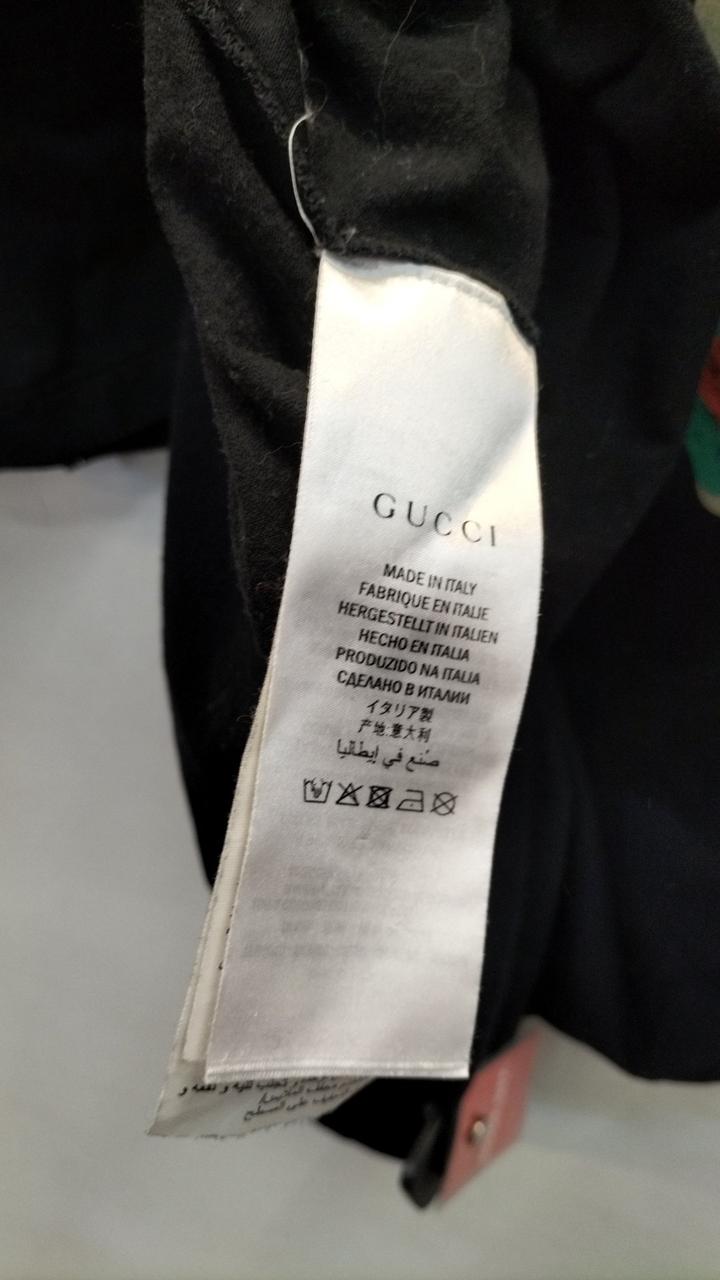 GUCCI
MADE IN ITALY
FABRIQUE EN ITALIE
HERGESTELLT IN ITALIEN
HECHO EN ITALIA
PRODUZIDO NA ITALIA
СДЕЛАНО В ИТАЛИИ
イタリア製
产地:意大利
صُنع في إيطاليا